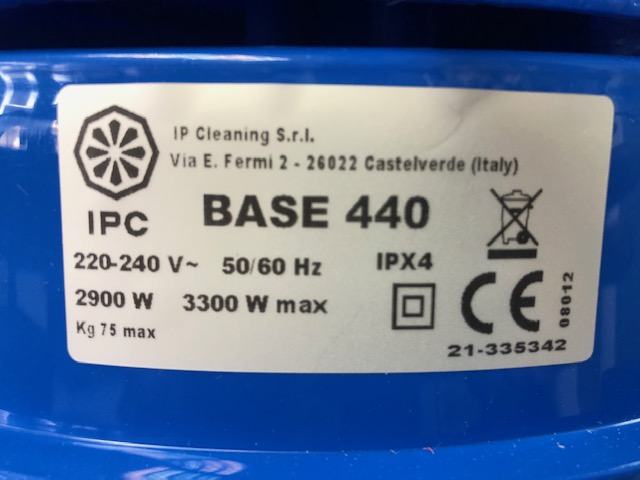 IP Cleaning S.r.l.
Via E. Fermi 2 - 26022 Castelverde (Italy)
IPC
BASE 440
220-240 V~ 50/60 Hz IPX4
2900 W 3300 W max
Kg 75 max
CE
08012
21-335342